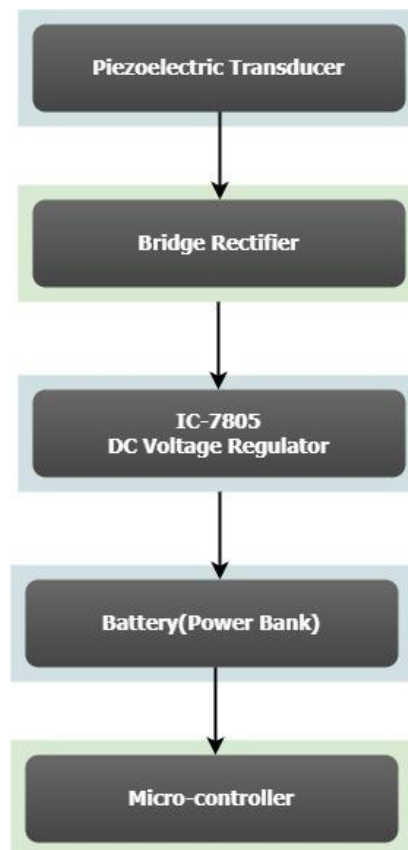 Piezoelectric Transducer
Bridge Rectifier
IC-7805
DC Voltage Regulator
Battery(Power Bank)
Micro-controller